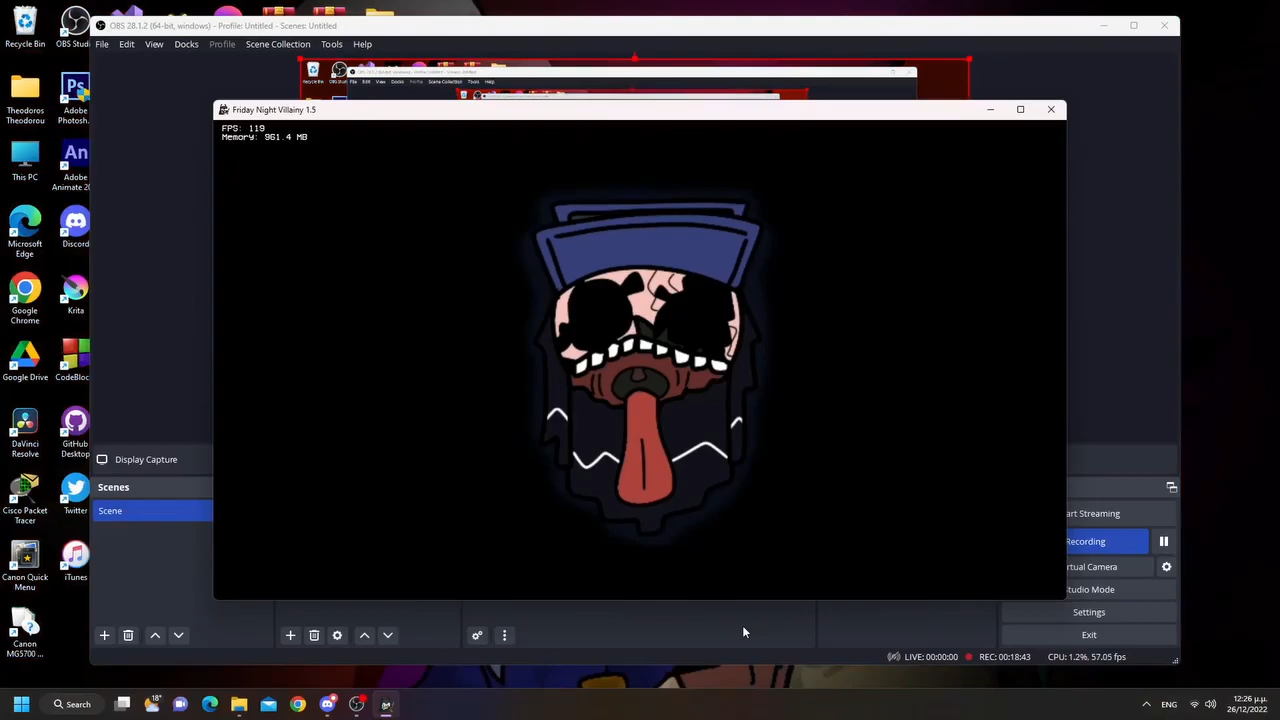 OBS 28.1.2 (64-bit, windows) - Profile: Untitled - Scenes: Untitled
File Edit View Docks Profile Scene Collection Tools Help
Recycle Bin
OBS Studio
Theodoros Theodorou
Adobe Photosh...
This PC
Adobe Animate 20
Microsoft Edge
Discord
Google Chrome
Krita
Google Drive
CodeBloc
DaVinci Resolve
GitHub Desktop
Cisco Packet Tracer
Twitter
Canon Quick Menu
iTunes
Canon MG5700 ...
Friday Night Villainy 1.5
FPS: 119
Memory: 961.4 MB
Display Capture
Scenes
Scene
art Streaming
Recording
rtual Camera
Studio Mode
Settings
Exit
LIVE: 00:00:00 REC: 00:18:43 CPU: 1.2%, 57.05 fps
Search
18°
ENG
12:26 μ.μ.
26/12/2022